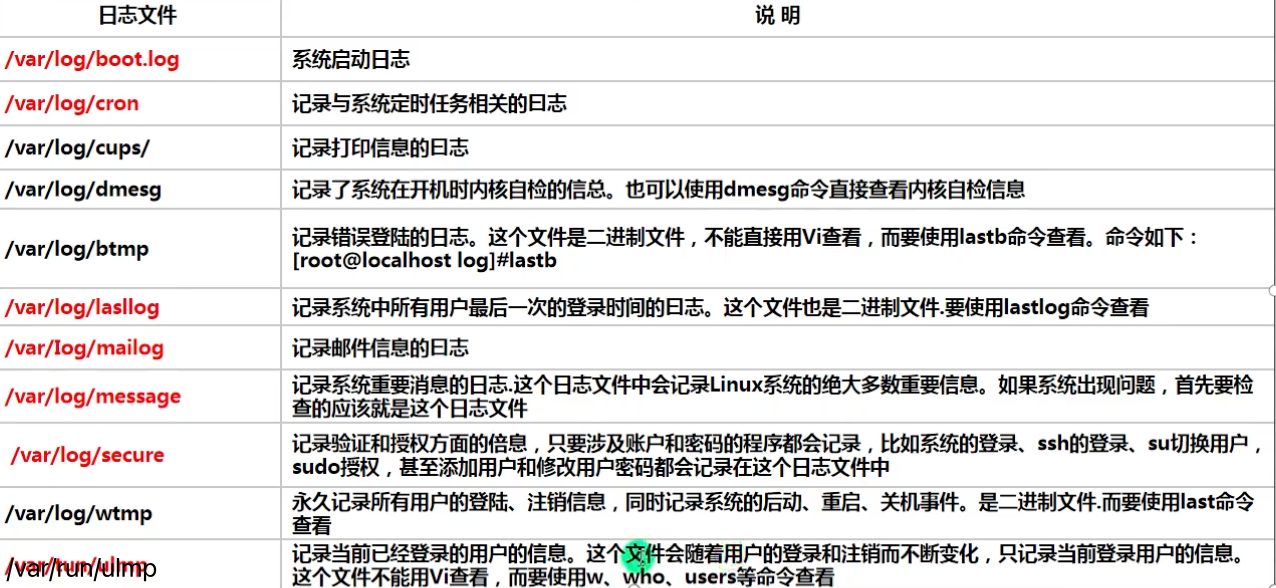 日志文件
说 明
/var/log/boot.log
系统启动日志
/var/log/cron
记录与系统定时任务相关的曰志
/var/log/cups/
记录打印信息的曰志
/var/log/dmesg
记录了系统在开机时内核自检的信总。也可以使用dmesg命令直接查看内核自检信息
/var/log/btmp
记录错误登陆的日志。这个文件是二进制文件，不能直接用Vi查看，而要使用lastb命令查看。命令如下：
[root@localhost log]#lastb
/var/log/lasllog
记录系统中所有用户最后一次的登录时间的曰志。这个文件也是二进制文件.要使用lastlog命令查看
/var/Iog/mailog
记录邮件信息的曰志
/var/log/message
记录系统重要消息的日志.这个日志文件中会记录Linux系统的绝大多数重要信息。如果系统出现问题，首先要检
查的应该就是这个日志文件
/var/log/secure
记录验证和授权方面的倍息，只要涉及账户和密码的程序都会记录，比如系统的登录、ssh的登录、su切换用户，
sudo授权，甚至添加用户和修改用户密码都会记录在这个日志文件中
/var/log/wtmp
永久记录所有用户的登陆、注销信息，同时记录系统的后动、重启、关机事件。是二进制文件.而要使用last命令
查看
/var/run/ulmp
记录当前已经登录的用户的信息。这个文件会随着用户的登录和注销而不断变化，只记录当前登录用户的信息。
这个文件不能用Vi查看，而要使用w、who、users等命令查看